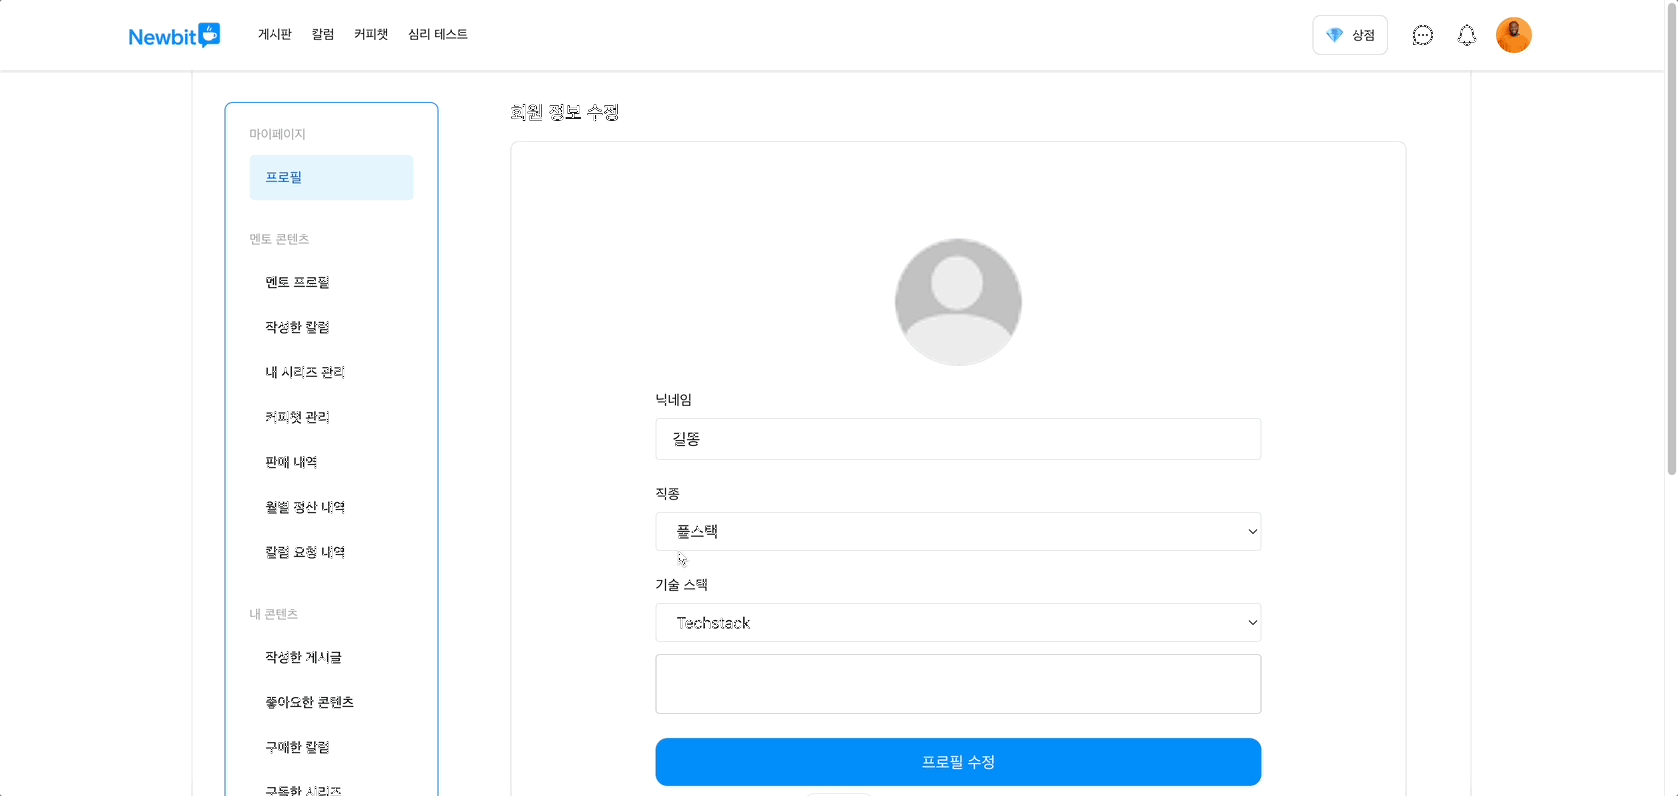 Newbit
게시판 칼럼 커피챗 심리 테스트
상점
마이페이지
프로필
멘토 콘텐츠
멘토 프로필
작성한 칼럼
내 시리즈 관리
커피챗 관리
판매 내역
월별 정산 내역
칼럼 요청 내역
내 콘텐츠
작성한 게시글
좋아요한 콘텐츠
구매한 칼럼
구독한 시리즈
회원 정보 수정
닉네임
길똥
직종
풀스택
기술 스택
Techstack
프로필 수정